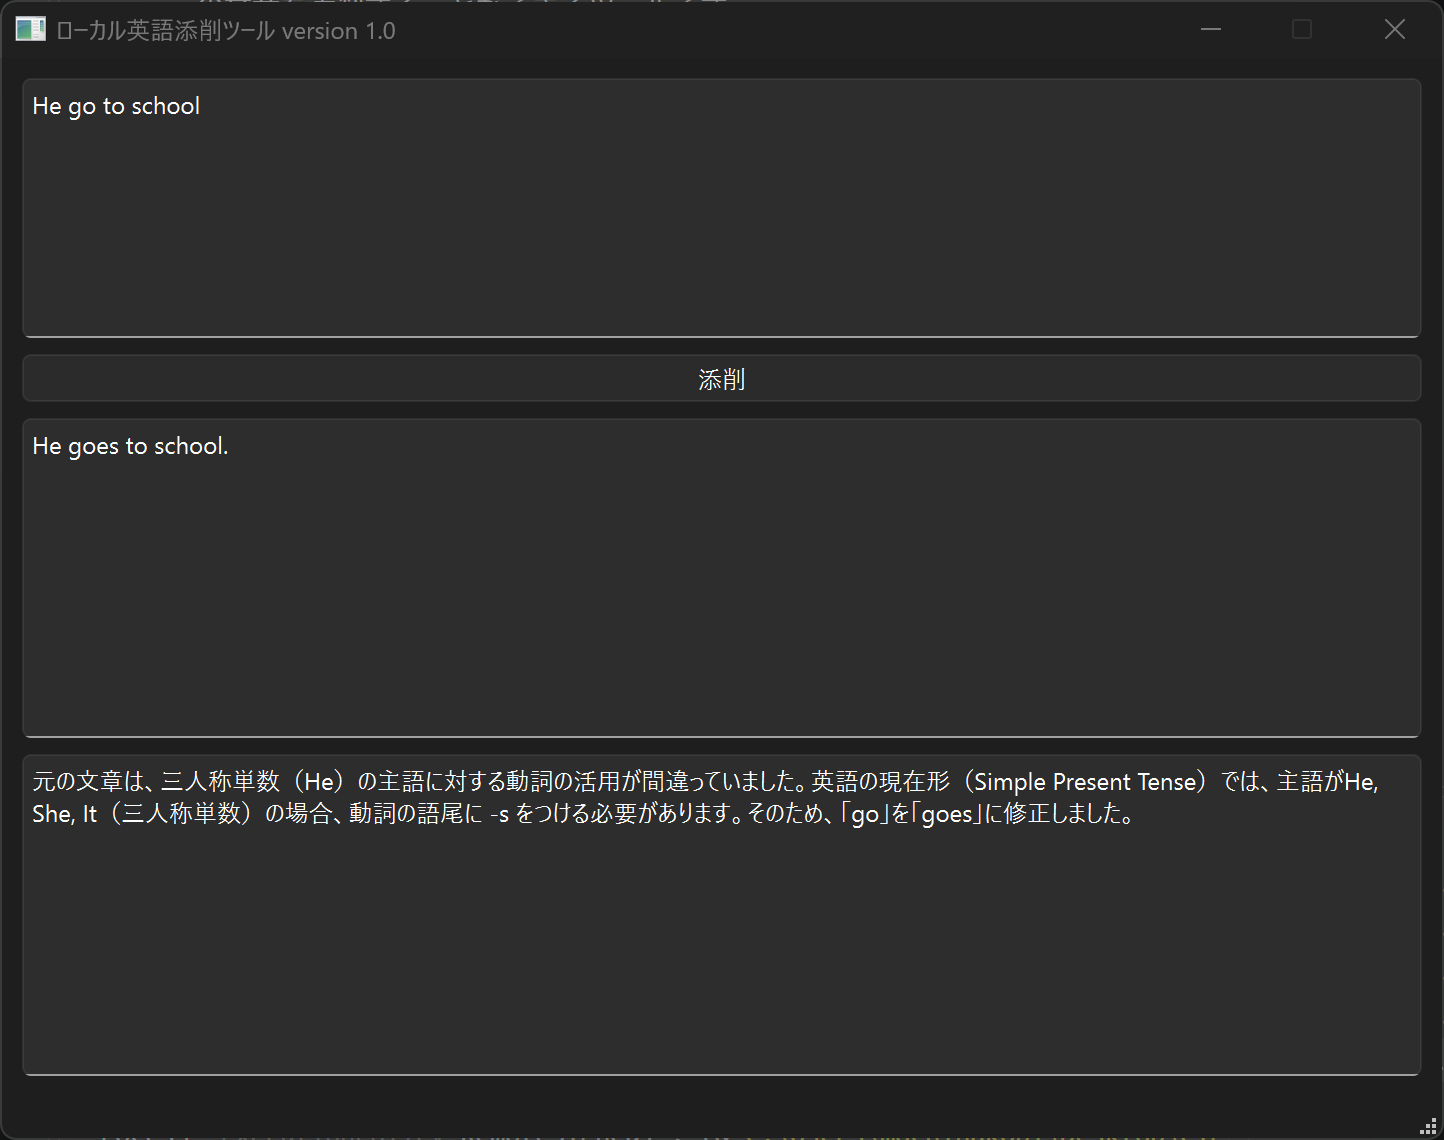 ローカル英語添削ツール version 1.0
He go to school
添削
He goes to school.
元の文章は、三人称単数（He）の主語に対する動詞の活用が間違っていました。英語の現在形（Simple Present Tense）では、主語がHe,
She, It（三人称単数）の場合、動詞の語尾に -s をつける必要があります。そのため、「go」を「goes」に修正しました。